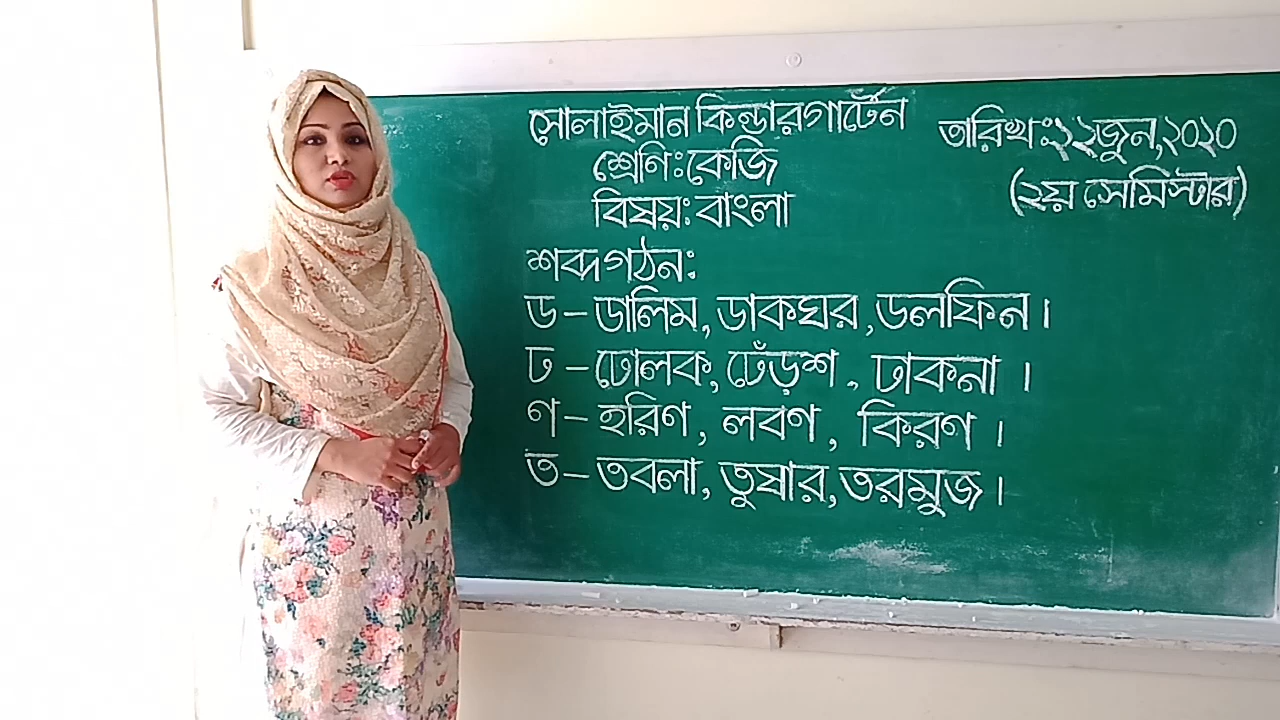 সোলাইমান কিন্ডারগার্টেন
শ্রেণি:কেজি
বিষয়: বাংলা
তারিখ:২২জুন,২০২০
(২য় সেমিস্টার)
শব্দগঠন:
ড – ডালিম, ডাকঘর, ডলফিন।
ঢ – ঢোলক, ঢেঁড়শ, ঢাকনা।
ণ – হরিণ, লবণ, কিরণ।
ত – তবলা, তুষার, তরমুজ।